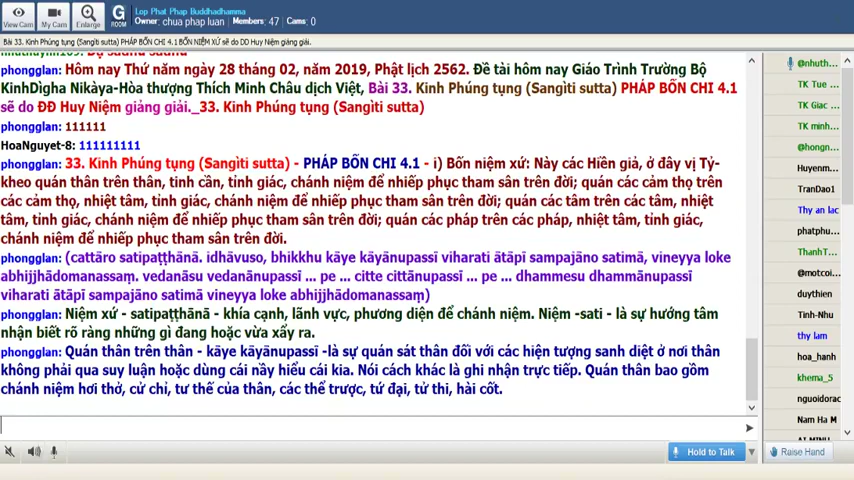 Lop Phat Phap Buddhadhamma
Owner: chua phap luan Members: 47 Cams: 0
View Cam
My Cam
Enlarge
G
ROOM
Bài 33. Kinh Phúng tụng (Sangìti sutta) PHÁP BỐN CHI 4.1 BỐN NIỆM XỨ sẽ do DD Huy Niệm giảng giải.
phongglan: Hôm nay Thứ năm ngày 28 tháng 02, năm 2019, Phật lịch 2562. Đề tài hôm nay Giáo Trình Trường Bộ
KinhDìgha Nikàya-Hòa thượng Thích Minh Châu dịch Việt, Bài 33. Kinh Phúng tụng (Sangìti sutta) PHÁP BỐN CHI 4.1
sẽ do ĐĐ Huy Niệm giảng giải._33. Kinh Phúng tụng (Sangìti sutta)
phongglan: 111111
HoaNguyet-8: 111111111
phongglan: 33. Kinh Phúng tụng (Sangìti sutta) - PHÁP BỐN CHI 4.1 - i) Bốn niệm xứ: Này các Hiền giả, ở đây vị Tỷ-
kheo quán thân trên thân, tinh cần, tỉnh giác, chánh niệm để nhiếp phục tham sân trên đời; quán các cảm thọ trên
các cảm thọ, nhiệt tâm, tỉnh giác, chánh niệm để nhiếp phục tham sân trên đời; quán các tâm trên các tâm, nhiệt
tâm, tỉnh giác, chánh niệm để nhiếp phục tham sân trên đời; quán các pháp trên các pháp, nhiệt tâm, tỉnh giác,
chánh niệm để nhiếp phục tham sân trên đời.
phongglan: (cattāro satipaṭṭhānā. idhāvuso, bhikkhu kāye kāyānupassī viharati ātāpī sampajāno satimā, vineyya loke
abhijjhādomanassaṃ. vedanāsu vedanānupassī ... pe ... citte cittānupassī ... pe ... dhammesu dhammānupassī
viharati ātāpī sampajāno satimā vineyya loke abhijjhādomanassaṃ)
phongglan: Niệm xứ - satipaṭṭhānā - khía cạnh, lãnh vực, phương diện để chánh niệm. Niệm -sati - là sự hướng tâm
nhận biết rõ ràng những gì đang hoặc vừa xẩy ra.
phongglan: Quán thân trên thân - kāye kāyānupassī -là sự quán sát thân đối với các hiện tượng sanh diệt ở nơi thân
không phải qua suy luận hoặc dùng cái nầy hiểu cái kia. Nói cách khác là ghi nhận trực tiếp. Quán thân bao gồm
chánh niệm hơi thở, cử chỉ, tư thế của thân, các thể trược, tứ đại, tử thi, hài cốt.
Hold to Talk
@nhuth...
TK Tue ...
TK Giac ...
TK minh...
@hongn...
Huyenm...
TranDao1
Thy an lac
phatphu...
ThanhT...
@motcoi...
duythien
Tinh-Nhu
thy lam
hoa_hanh
khema_5
nguoidorac
Nam Ha M
Raise Hand